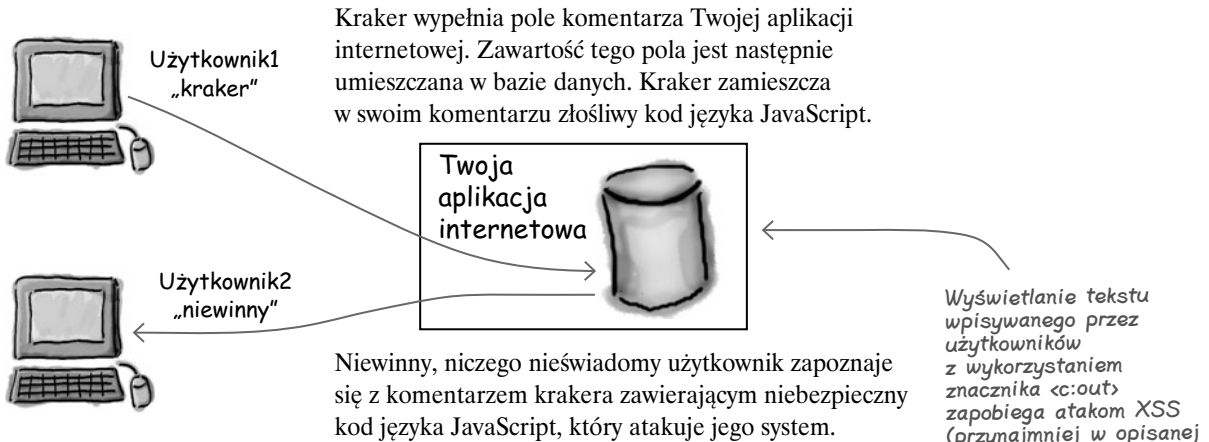 Kraker wypełnia pole komentarza Twojej aplikacji
internetowej. Zawartość tego pola jest następnie
umieszczana w bazie danych. Kraker zamieszcza
w swoim komentarzu złośliwy kod języka JavaScript.
Użytkownik1
„kraker”
Twoja
aplikacja
internetowa
Użytkownik2
„niewinny”
Niewinny, niczego nieświadomy użytkownik zapoznaje
się z komentarzem krakera zawierającym niebezpieczny
kod języka JavaScript, który atakuje jego system.
Wyświetlanie tekstu
wpisywanego przez
użytkowników
z wykorzystaniem
znacznika <c:out>
zapobiega atakom XSS
(przynajmniej w opisanej